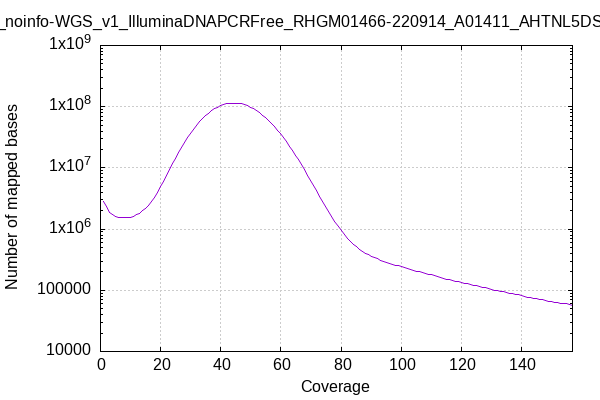 _noinfo-WGS_v1_IlluminaDNAPCRFree_RHGM01466-220914_A01411_AHTNL5DS
1x10^9
1x10^8
1x10^7
1x10^6
100000
10000
Number of mapped bases
0 20 40 60 80 100 120 140
Coverage